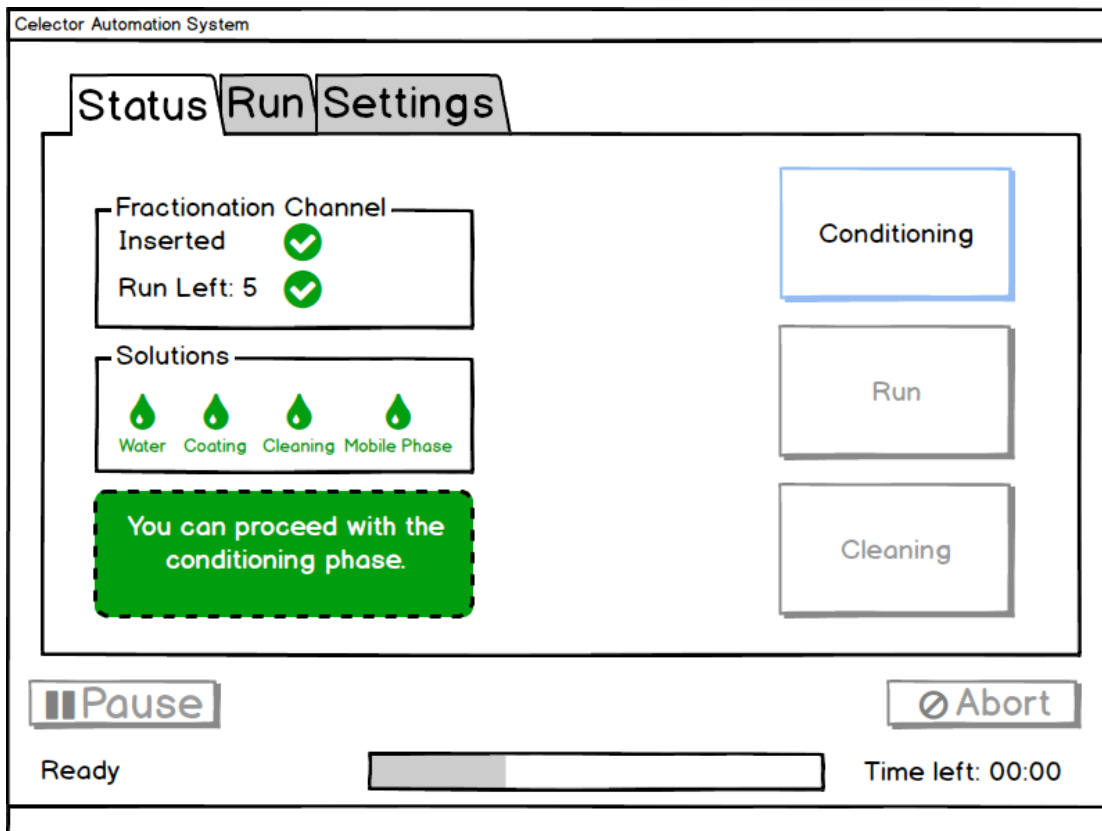 Celector Automation System
Status Run Settings
Fractionation Channel
Inserted
Run Left: 5
Solutions
Water Coating Cleaning Mobile Phase
You can proceed with the
conditioning phase.
Conditioning
Run
Cleaning
Pause
Abort
Ready
Time left: 00:00